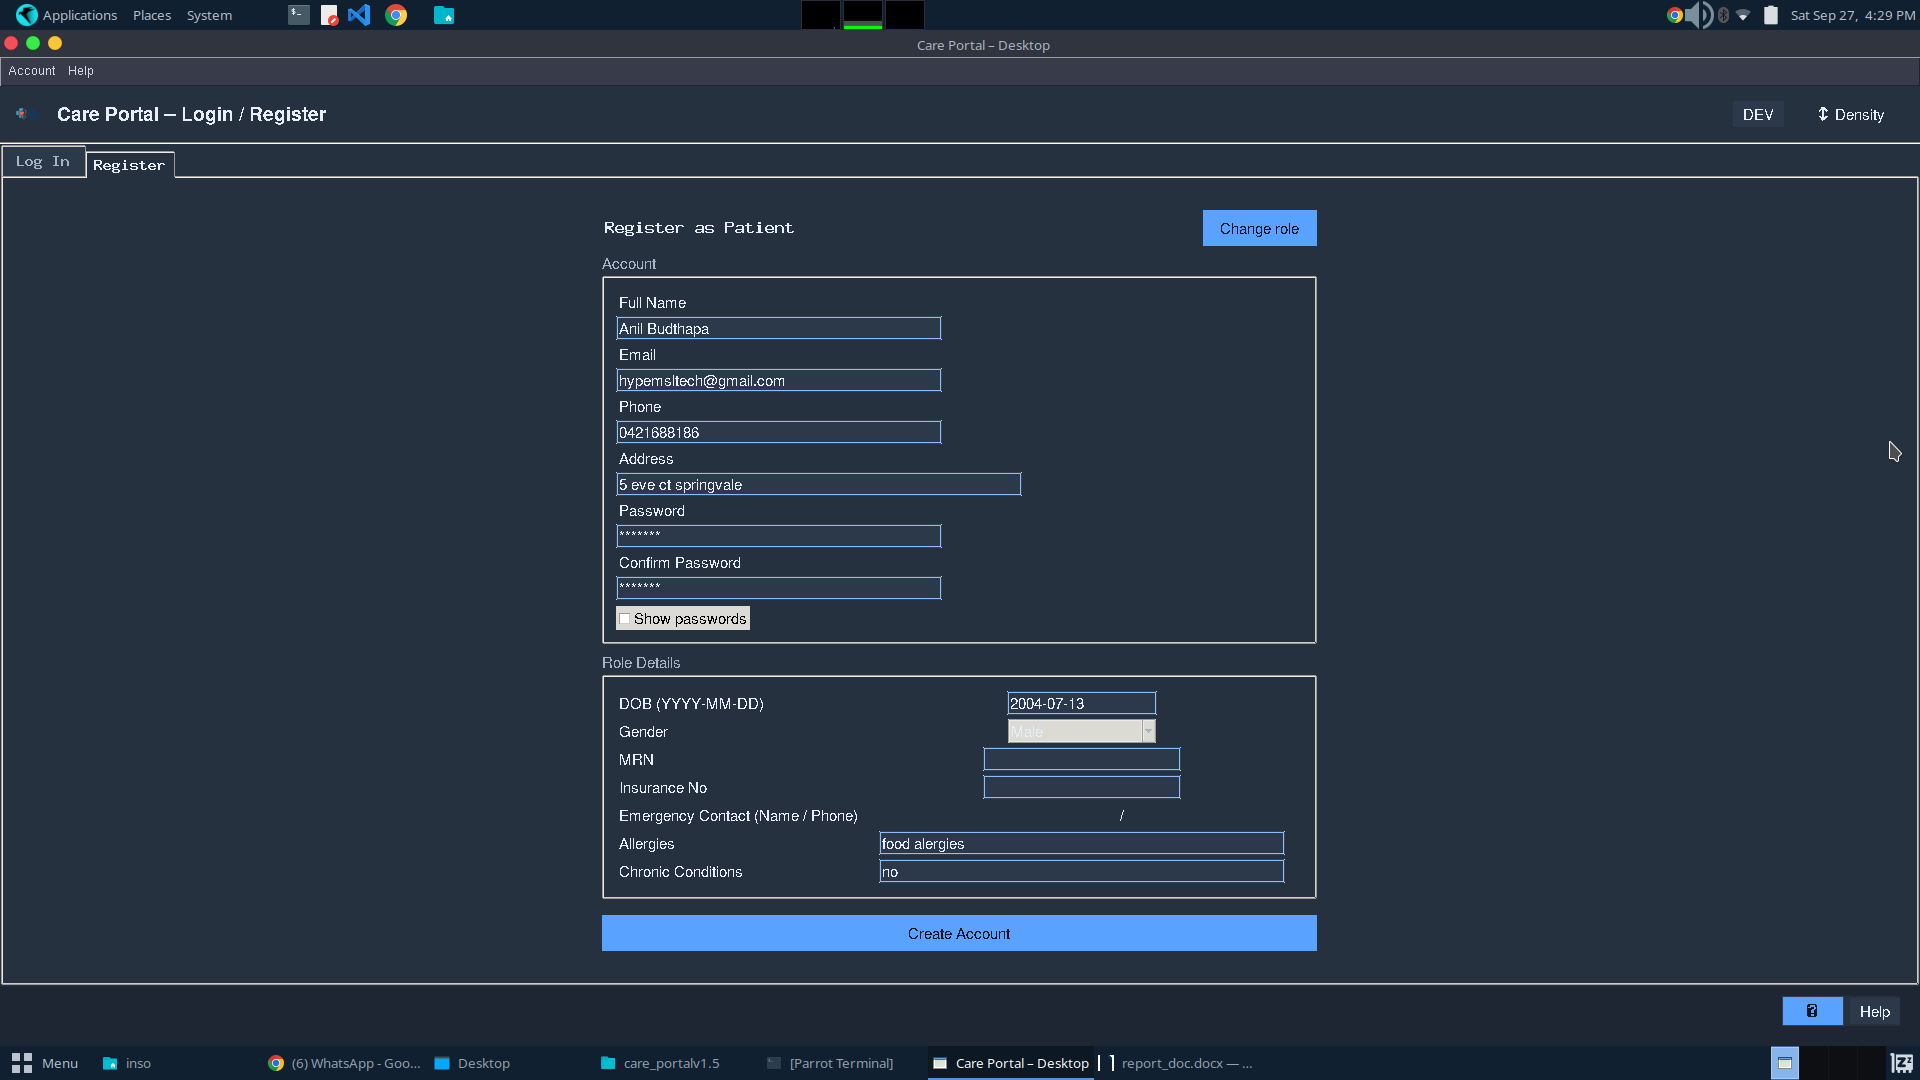 Applications Places System Sat Sep 27, 4:29 PM
Care Portal – Desktop
Account Help
Care Portal – Login / Register DEV Density
Log In Register
Register as Patient Change role
Account
Full Name
Anil Budthapa
Email
hypemsltech@gmail.com
Phone
0421688186
Address
5 eve ct springvale
Password
*******
Confirm Password
*******
Show passwords
Role Details
DOB (YYYY-MM-DD) 2004-07-13
Gender Male
MRN
Insurance No
Emergency Contact (Name / Phone) /
Allergies food alergies
Chronic Conditions no
Create Account
? Help
Menu inso (6) WhatsApp - Goo... Desktop care_portalv1.5 [Parrot Terminal] Care Portal – Desktop report_doc.docx — ...